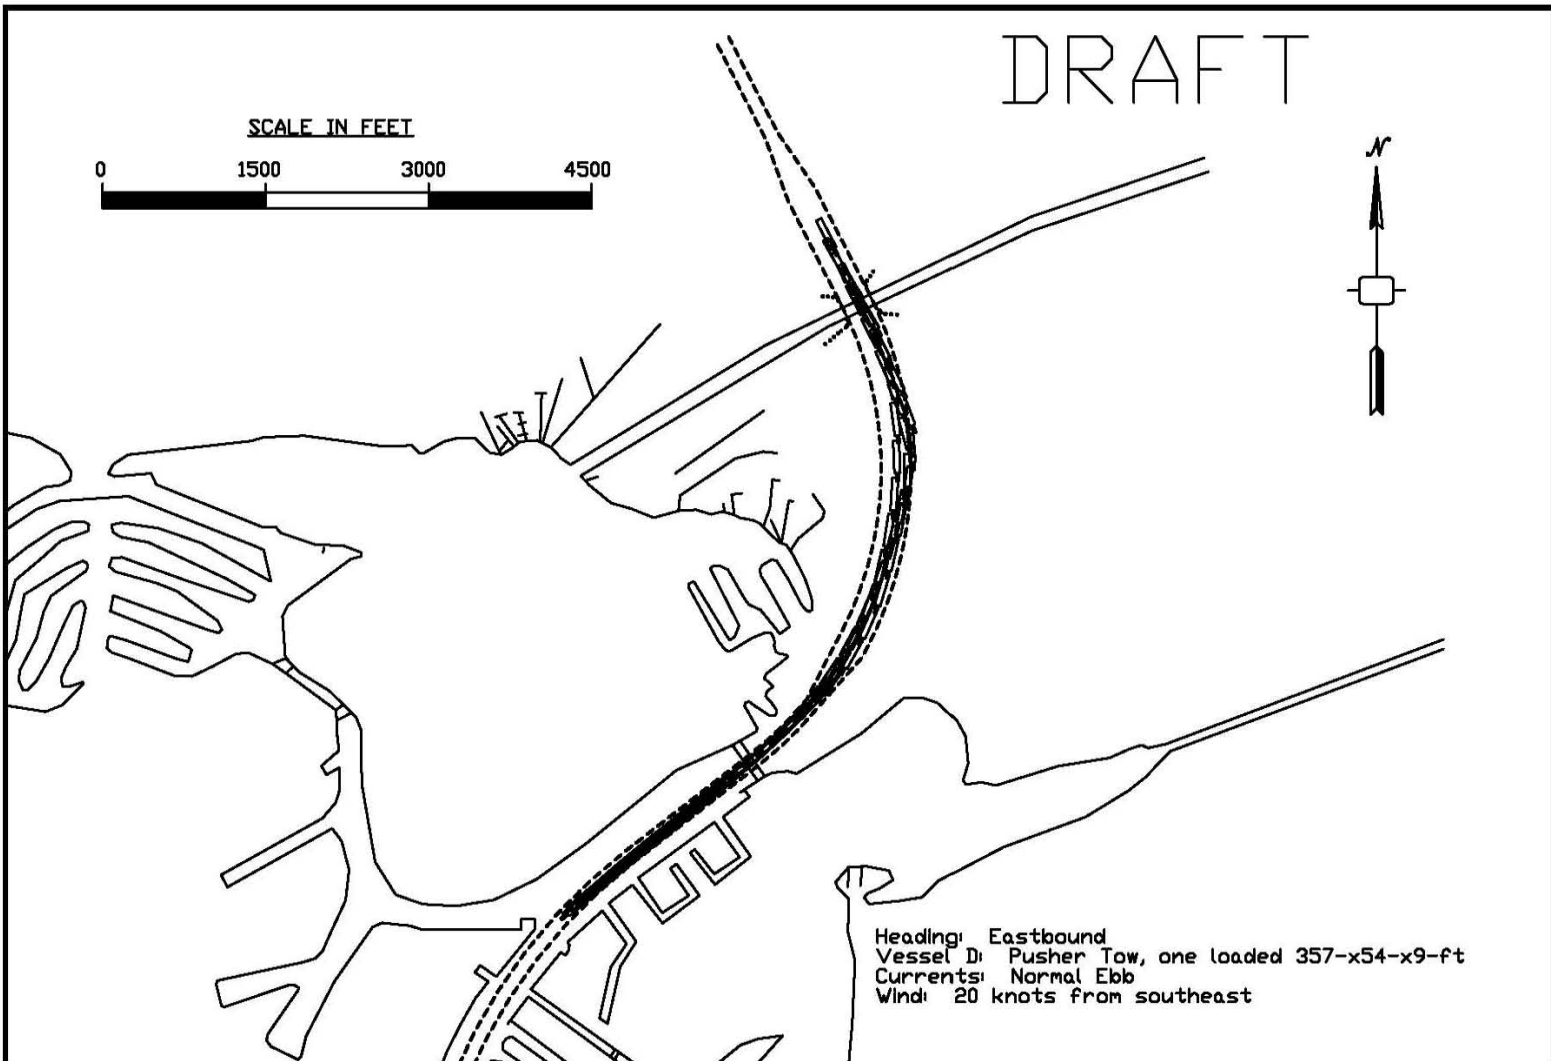 DRAFT
SCALE IN FEET
0 1500 3000 4500
N
Heading: Eastbound
Vessel D: Pusher Tow, one loaded 357-x54-x9-ft
Currents: Normal Ebb
Wind: 20 knots from southeast